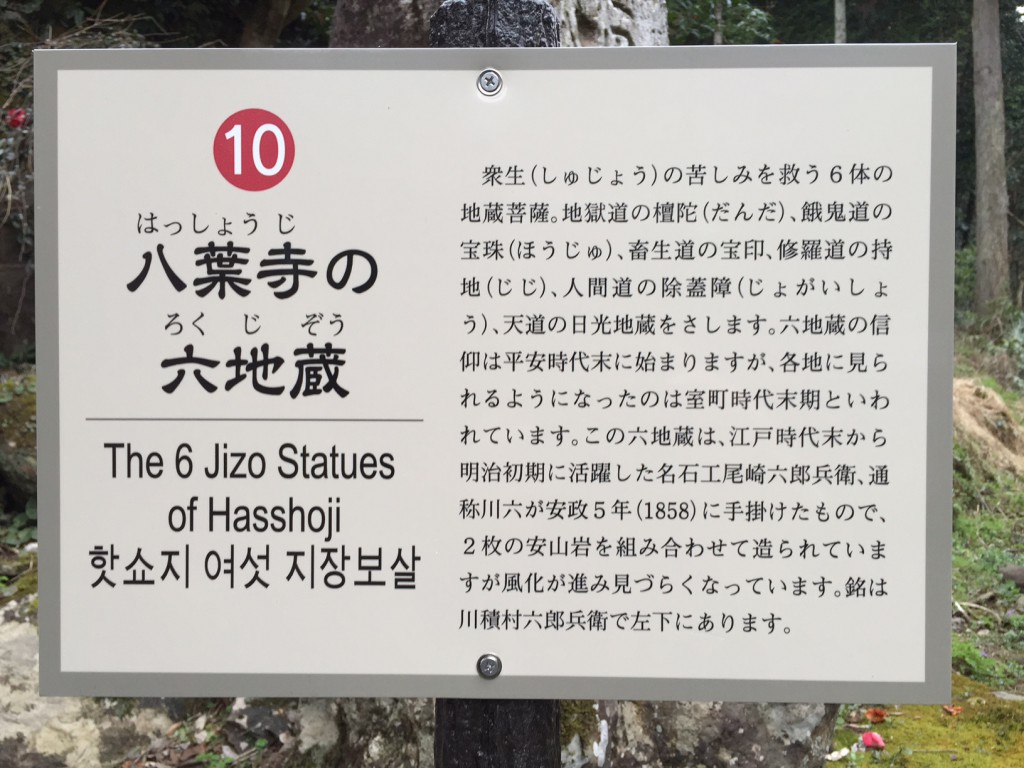 10
はっしょうじ
八葉寺の
ろくじぞう
六地蔵
The 6 Jizo Statues
of Hasshoji
핫쇼지 여섯 지장보살
衆生(しゅじょう)の苦しみを救う6体の
地蔵菩薩。地獄道の檀陀(だんだ)、餓鬼道の
宝珠(ほうじゅ)、畜生道の宝印、修羅道の持
地(じじ)、人間道の除蓋障(じょがいしょ
う)、天道の日光地蔵をさします。六地蔵の信
仰は平安時代末に始まりますが、各地に見ら
れるようになったのは室町時代末期といわ
れています。この六地蔵は、江戸時代末から
明治初期に活躍した名石工尾崎六郎兵衛、通
称川六が安政5年(1858)に手掛けたもので、
2枚の安山岩を組み合わせて造られていま
すが風化が進み見づらくなっています。銘は
川積村六郎兵衛で左下にあります。